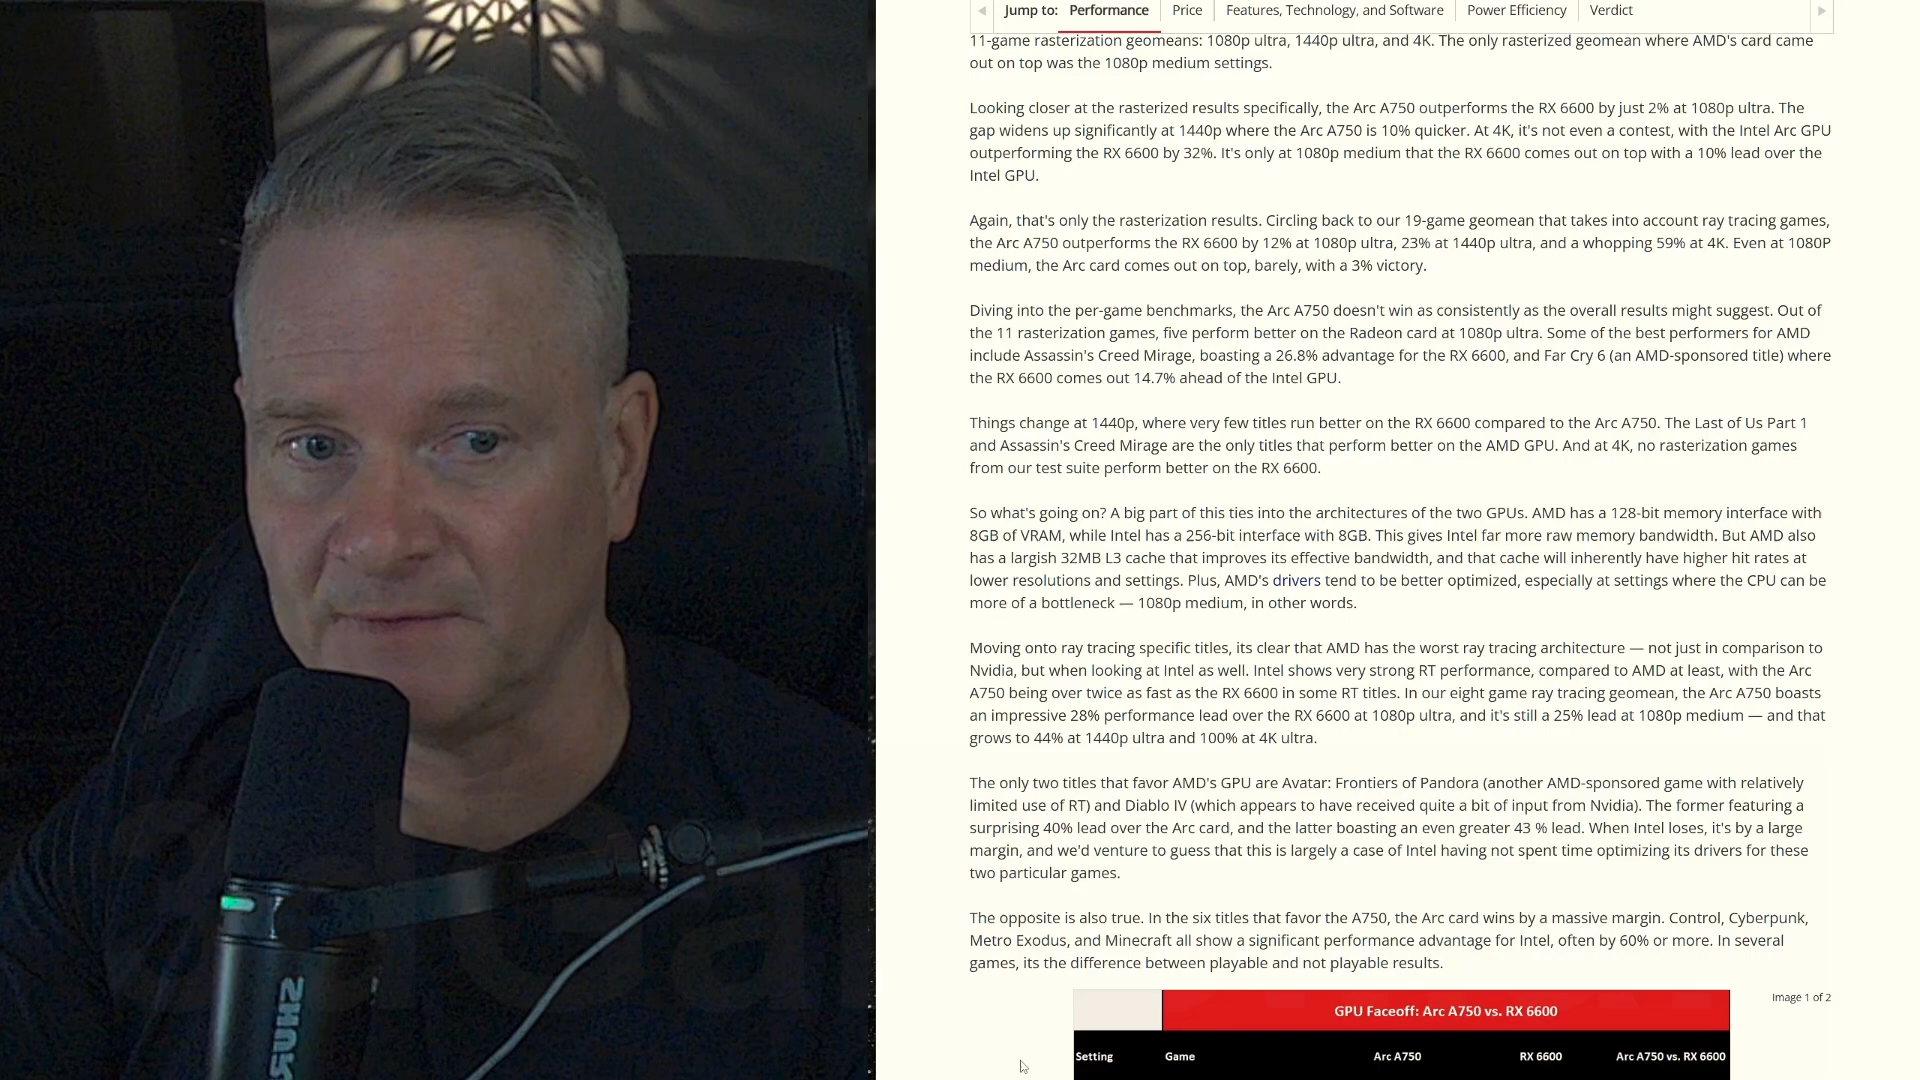 Jump to: Performance Price Features, Technology, and Software Power Efficiency Verdict
11-game rasterization geomeans: 1080p ultra, 1440p ultra, and 4K. The only rasterized geomean where AMD's card came
out on top was the 1080p medium settings.
Looking closer at the rasterized results specifically, the Arc A750 outperforms the RX 6600 by just 2% at 1080p ultra. The
gap widens up significantly at 1440p where the Arc A750 is 10% quicker. At 4K, it's not even a contest, with the Intel Arc GPU
outperforming the RX 6600 by 32%. It's only at 1080p medium that the RX 6600 comes out on top with a 10% lead over the
Intel GPU.
Again, that's only the rasterization results. Circling back to our 19-game geomean that takes into account ray tracing games,
the Arc A750 outperforms the RX 6600 by 12% at 1080p ultra, 23% at 1440p ultra, and a whopping 59% at 4K. Even at 1080P
medium, the Arc card comes out on top, barely, with a 3% victory.
Diving into the per-game benchmarks, the Arc A750 doesn't win as consistently as the overall results might suggest. Out of
the 11 rasterization games, five perform better on the Radeon card at 1080p ultra. Some of the best performers for AMD
include Assassin's Creed Mirage, boasting a 26.8% advantage for the RX 6600, and Far Cry 6 (an AMD-sponsored title) where
the RX 6600 comes out 14.7% ahead of the Intel GPU.
Things change at 1440p, where very few titles run better on the RX 6600 compared to the Arc A750. The Last of Us Part 1
and Assassin's Creed Mirage are the only titles that perform better on the AMD GPU. And at 4K, no rasterization games
from our test suite perform better on the RX 6600.
So what's going on? A big part of this ties into the architectures of the two GPUs. AMD has a 128-bit memory interface with
8GB of VRAM, while Intel has a 256-bit interface with 8GB. This gives Intel far more raw memory bandwidth. But AMD also
has a largish 32MB L3 cache that improves its effective bandwidth, and that cache will inherently have higher hit rates at
lower resolutions and settings. Plus, AMD's drivers tend to be better optimized, especially at settings where the CPU can be
more of a bottleneck — 1080p medium, in other words.
Moving onto ray tracing specific titles, its clear that AMD has the worst ray tracing architecture — not just in comparison to
Nvidia, but when looking at Intel as well. Intel shows very strong RT performance, compared to AMD at least, with the Arc
A750 being over twice as fast as the RX 6600 in some RT titles. In our eight game ray tracing geomean, the Arc A750 boasts
an impressive 28% performance lead over the RX 6600 at 1080p ultra, and it's still a 25% lead at 1080p medium — and that
grows to 44% at 1440p ultra and 100% at 4K ultra.
The only two titles that favor AMD's GPU are Avatar: Frontiers of Pandora (another AMD-sponsored game with relatively
limited use of RT) and Diablo IV (which appears to have received quite a bit of input from Nvidia). The former featuring a
surprising 40% lead over the Arc card, and the latter boasting an even greater 43 % lead. When Intel loses, it's by a large
margin, and we'd venture to guess that this is largely a case of Intel having not spent time optimizing its drivers for these
two particular games.
The opposite is also true. In the six titles that favor the A750, the Arc card wins by a massive margin. Control, Cyberpunk,
Metro Exodus, and Minecraft all show a significant performance advantage for Intel, often by 60% or more. In several
games, its the difference between playable and not playable results.
Image 1 of 2
GPU Faceoff: Arc A750 vs. RX 6600
Setting Game Arc A750 RX 6600 Arc A750 vs. RX 6600